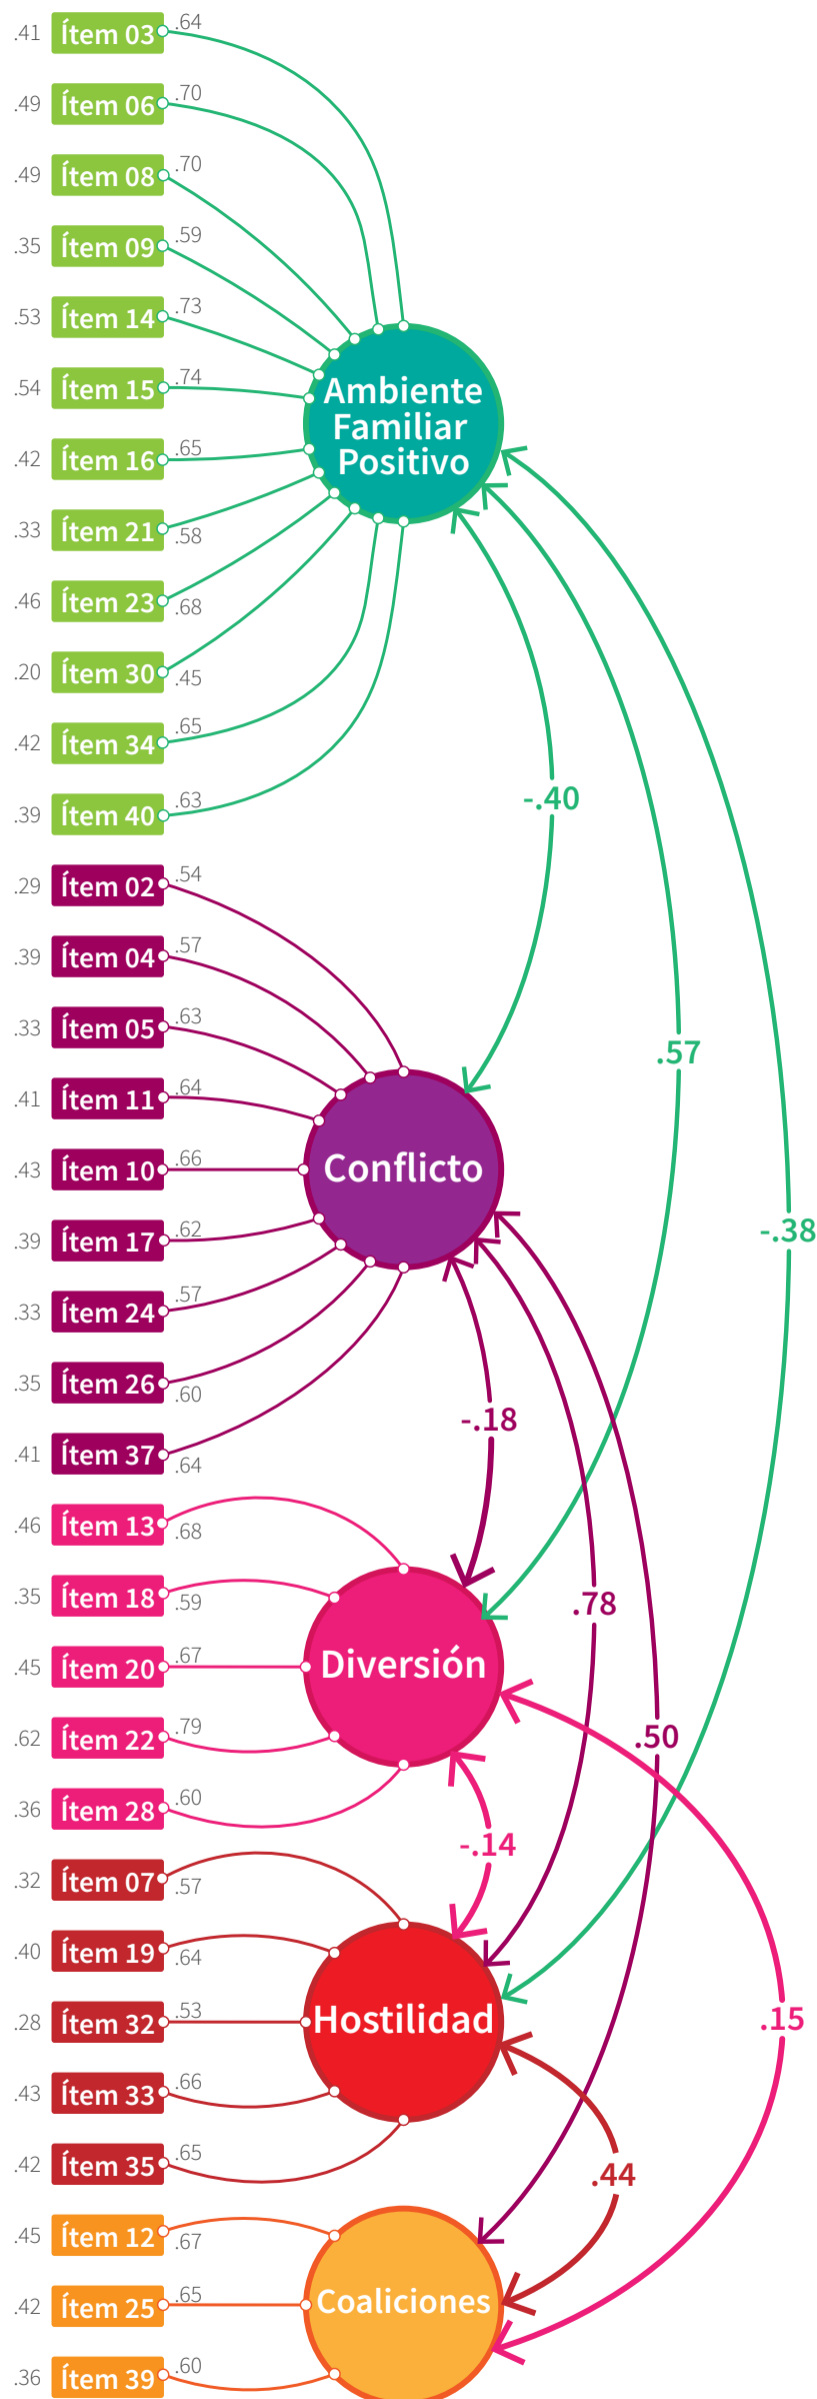 .41 Ítem 03 .64
.49 Ítem 06 .70
.49 Ítem 08 .70
.35 Ítem 09 .59
.53 Ítem 14 .73
.54 Ítem 15 .74
Ambiente
Familiar
Positivo
.42 Ítem 16 .65
.33 Ítem 21 .58
.46 Ítem 23 .68
.20 Ítem 30 .45
.42 Ítem 34 .65
-.40
.39 Ítem 40 .63
.29 Ítem 02 .54
.39 Ítem 04 .57
.33 Ítem 05 .63
.57
.41 Ítem 11 .64
.43 Ítem 10 .66
Conflicto
-.38
.39 Ítem 17 .62
.33 Ítem 24 .57
.35 Ítem 26 .60
-.18
.41 Ítem 37 .64
.46 Ítem 13 .68
.35 Ítem 18 .59
.78
.45 Ítem 20 .67
Diversión
.62 Ítem 22 .79
.50
.36 Ítem 28 .60
-.14
.32 Ítem 07 .57
.40 Ítem 19 .64
.28 Ítem 32 .53
Hostilidad
.15
.43 Ítem 33 .66
.42 Ítem 35 .65
.44
.45 Ítem 12 .67
.42 Ítem 25 .65
Coaliciones
.36 Ítem 39 .60